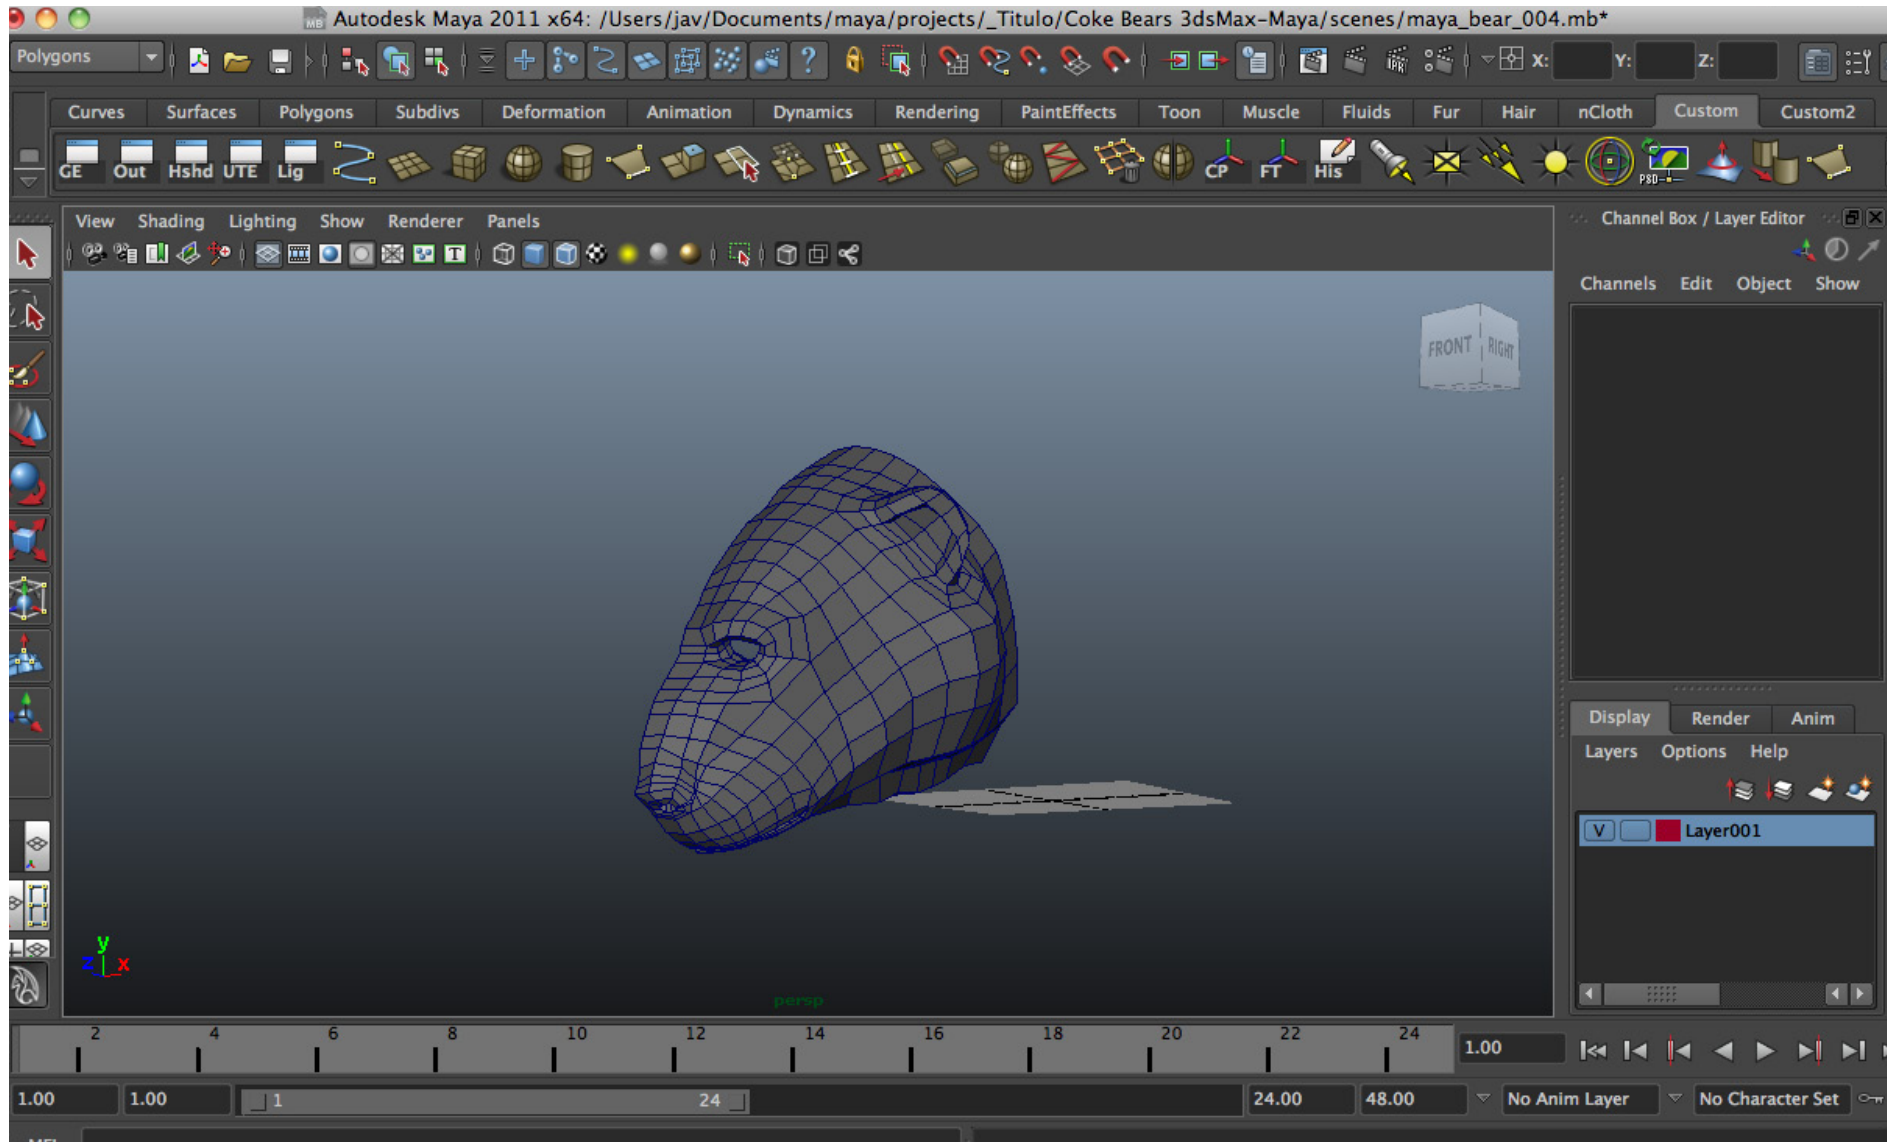 MB Autodesk Maya 2011 x64: /Users/jav/Documents/maya/projects/_Titulo/Coke Bears 3dsMax-Maya/scenes/maya_bear_004.mb*
Polygons ? IPR X: Y: Z:
Curves Surfaces Polygons Subdivs Deformation Animation Dynamics Rendering PaintEffects Toon Muscle Fluids Fur Hair nCloth Custom Custom2
GE Out Hshd UTE Lig CP FT His PSD
View Shading Lighting Show Renderer Panels
Channel Box / Layer Editor
T
Channels Edit Object Show
FRONT RIGHT
Display Render Anim
Layers Options Help
V Layer001
y
z x
persp
2 4 6 8 10 12 14 16 18 20 22 24 1.00
1.00 1.00 1 24 24.00 48.00 No Anim Layer No Character Set